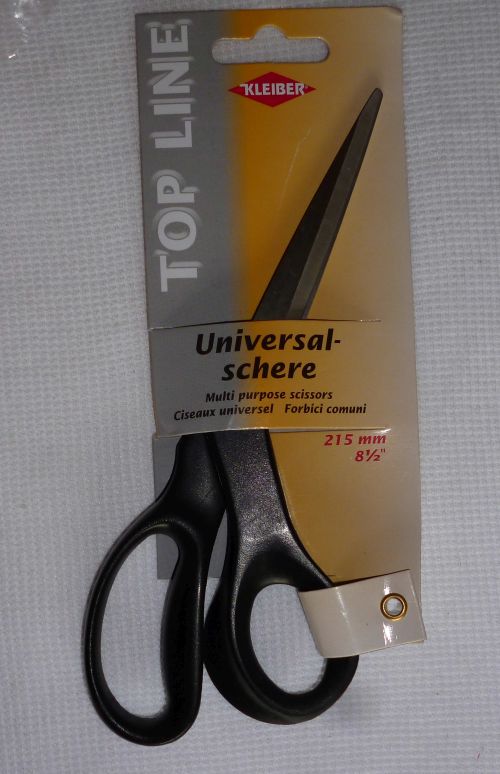 TOP LINE
KLEIBER
Universal-
schere
Multi purpose scissors
Ciseaux universel Forbici comuni
215 mm
8½"